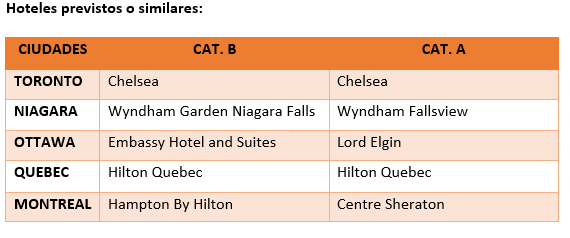 Hoteles previstos o similares:
CIUDADES CAT. B CAT. A
TORONTO Chelsea Chelsea
NIAGARA Wyndham Garden Niagara Falls Wyndham Fallsview
OTTAWA Embassy Hotel and Suites Lord Elgin
QUEBEC Hilton Quebec Hilton Quebec
MONTREAL Hampton By Hilton Centre Sheraton